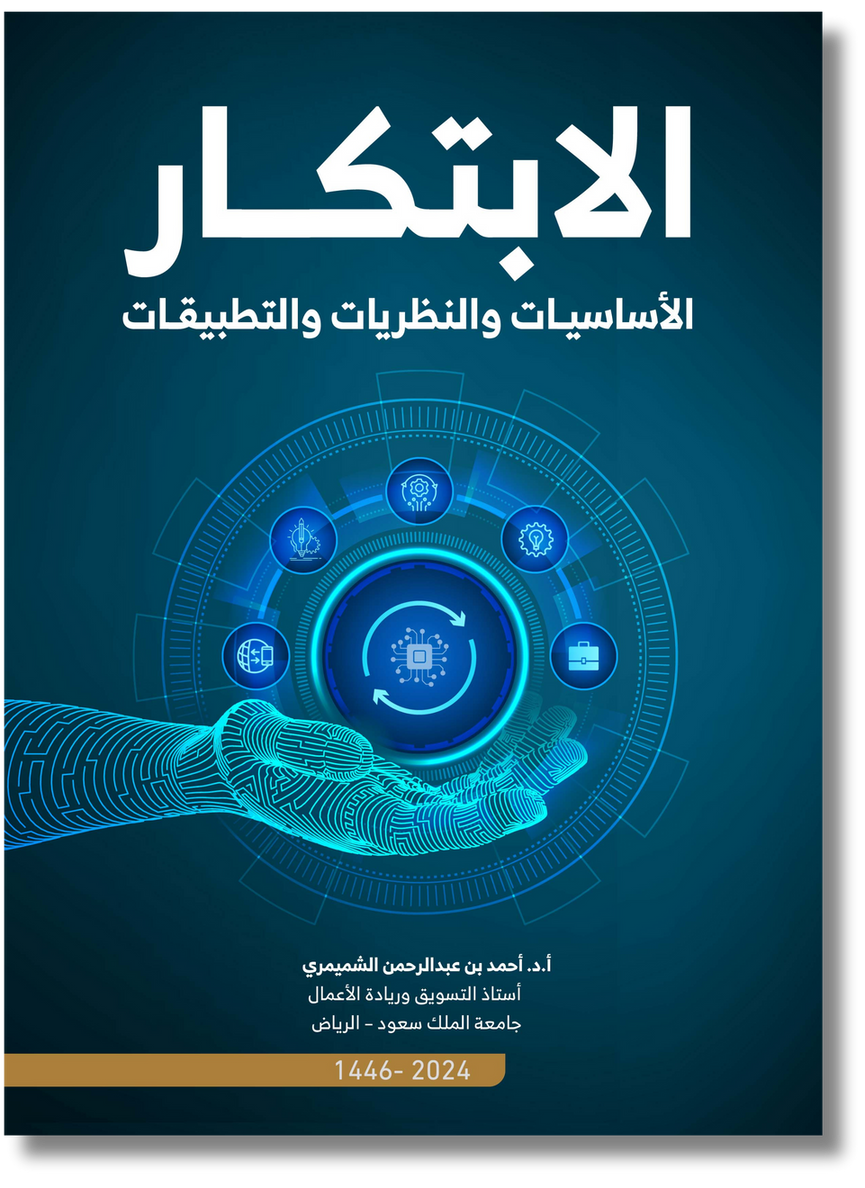 الابتكار
الأساسيات والنظريات والتطبيقات
أ.د. أحمد بن عبدالرحمن الشميمري
أستاذ التسويق وريادة الأعمال
جامعة الملك سعود – الرياض
1446- 2024